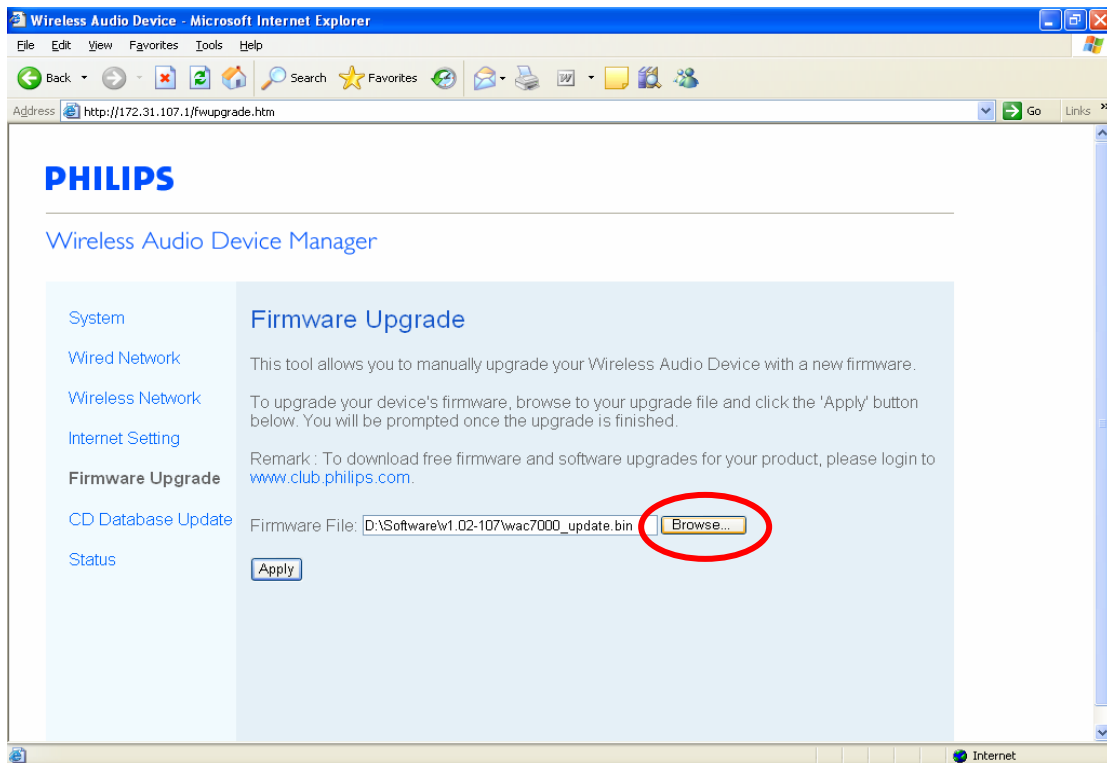 Wireless Audio Device - Microsoft Internet Explorer
File Edit View Favorites Tools Help
Back Search Favorites
Address http://172.31.107.1/fwupgrade.htm Go Links »
PHILIPS
Wireless Audio Device Manager
System
Wired Network
Wireless Network
Internet Setting
Firmware Upgrade
CD Database Update
Status
Firmware Upgrade
This tool allows you to manually upgrade your Wireless Audio Device with a new firmware.
To upgrade your device's firmware, browse to your upgrade file and click the 'Apply' button
below. You will be prompted once the upgrade is finished.
Remark : To download free firmware and software upgrades for your product, please login to
www.club.philips.com.
Firmware File: D:\Software\v1.02-107\wac7000_update.bin Browse...
Apply
Internet